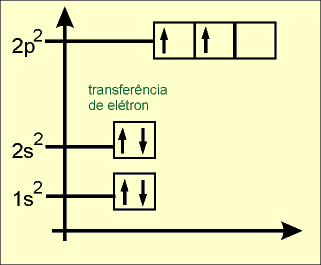 2p²
transferência
de elétron
2s²
1s²